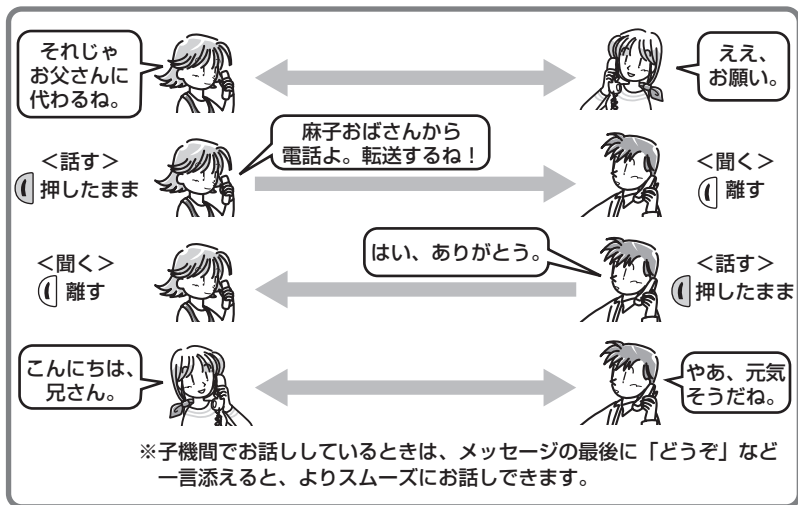 それじゃ
お父さんに
代わるね。
ええ、
お願い。
麻子おばさんから
電話よ。転送するね！
＜話す＞
押したまま
＜聞く＞
離す
はい、ありがとう。
＜聞く＞
離す
＜話す＞
押したまま
こんにちは、
兄さん。
やあ、元気
そうだね。
※子機間でお話ししているときは、メッセージの最後に「どうぞ」など
一言添えると、よりスムーズにお話しできます。